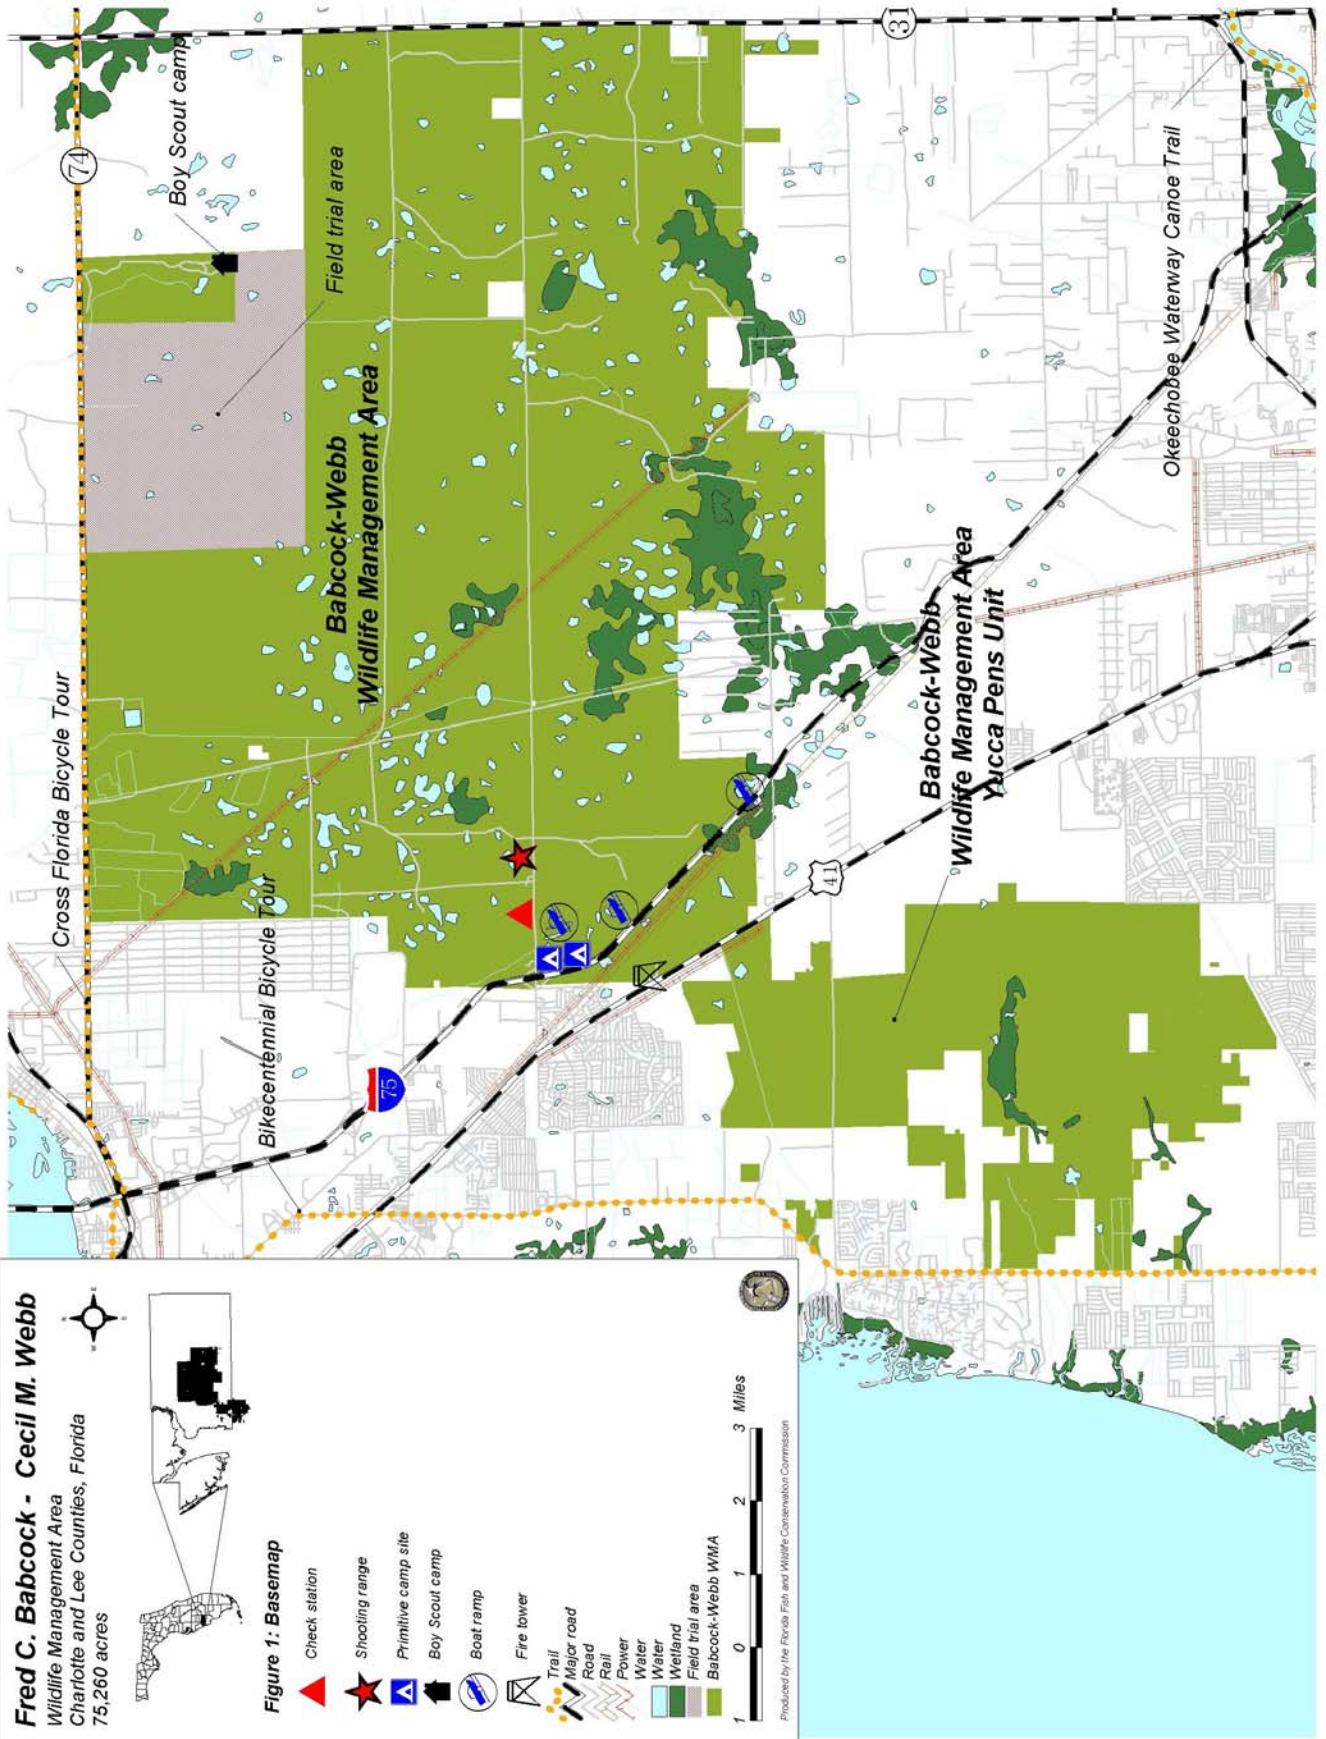 Fred C. Babcock - Cecil M. Webb
Wildlife Management Area
Charlotte and Lee Counties, Florida
75,260 acres
N
W
E
S
Figure 1: Basemap
Check station
Shooting range
Primitive camp site
Boy Scout camp
Boat ramp
Fire tower
Trail
Major road
Road
Rail
Power
Water
Water
Wetland
Field trial area
Babcock-Webb WMA
1 0 1 2 3 Miles
Produced by the Florida Fish and Wildlife Conservation Commission
Cross Florida Bicycle Tour
74
Boy Scout camp
Field trial area
Babcock-Webb
Wildlife Management Area
31
Bikecentennial Bicycle Tour
75
41
Babcock-Webb
Wildlife Management Area
Yucca Pens Unit
Okeechobee Waterway Canoe Trail